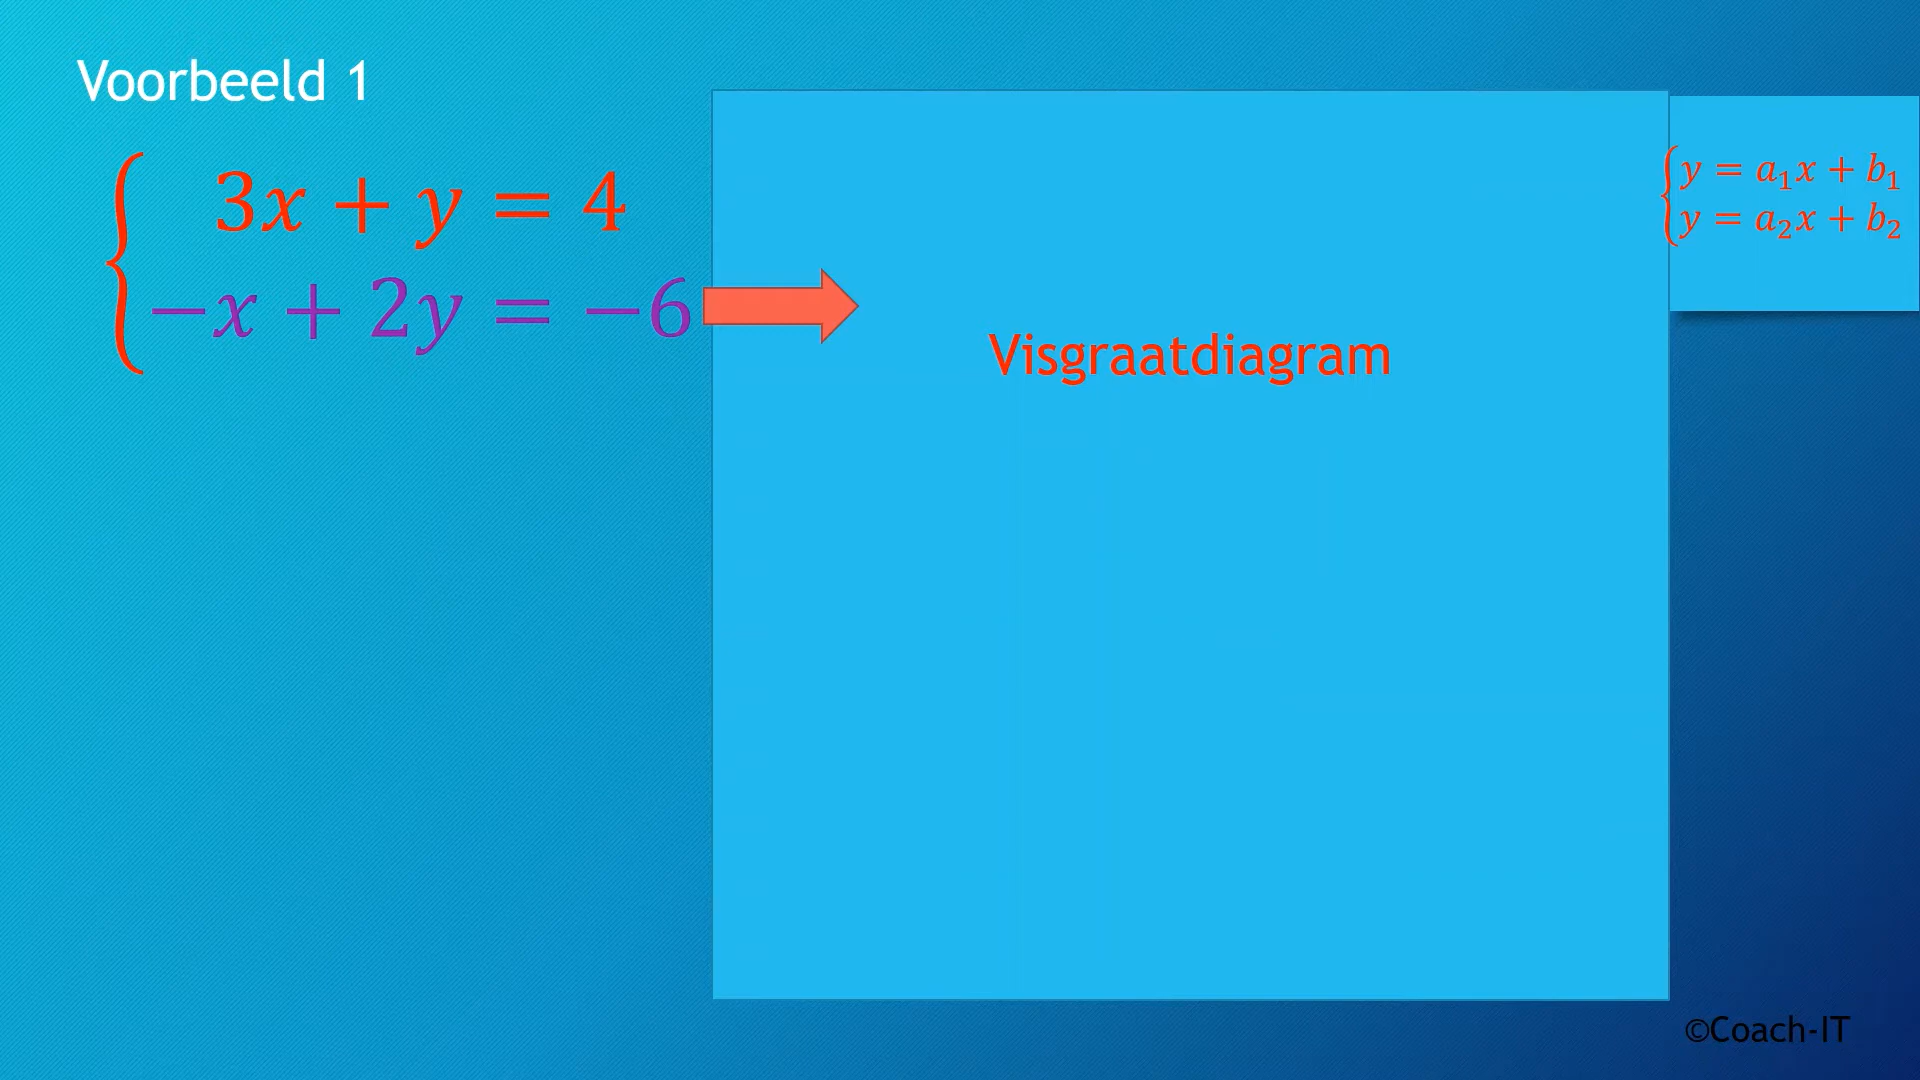 Voorbeeld 1
3x + y = 4
−x + 2y = −6
Visgraatdiagram
y = a₁x + b₁
y = a₂x + b₂
©Coach-IT